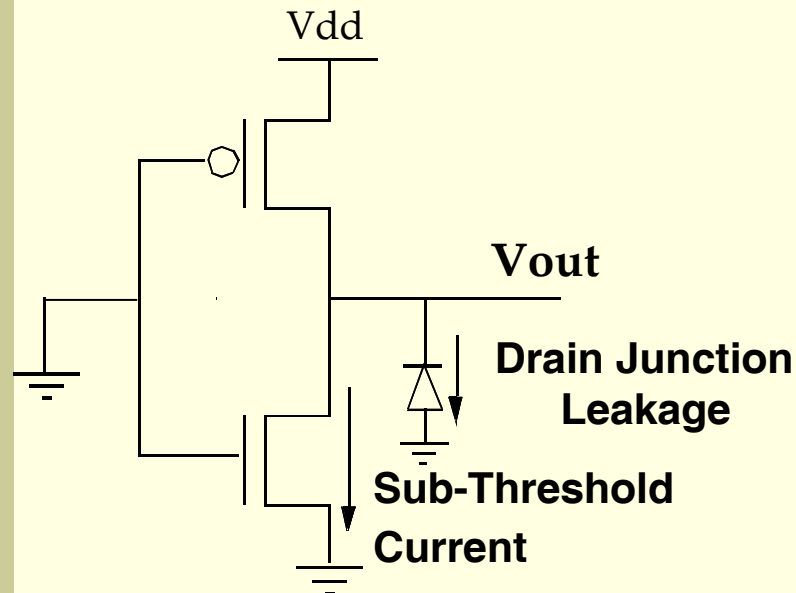 Vdd
Vout
Drain Junction
Leakage
Sub-Threshold
Current